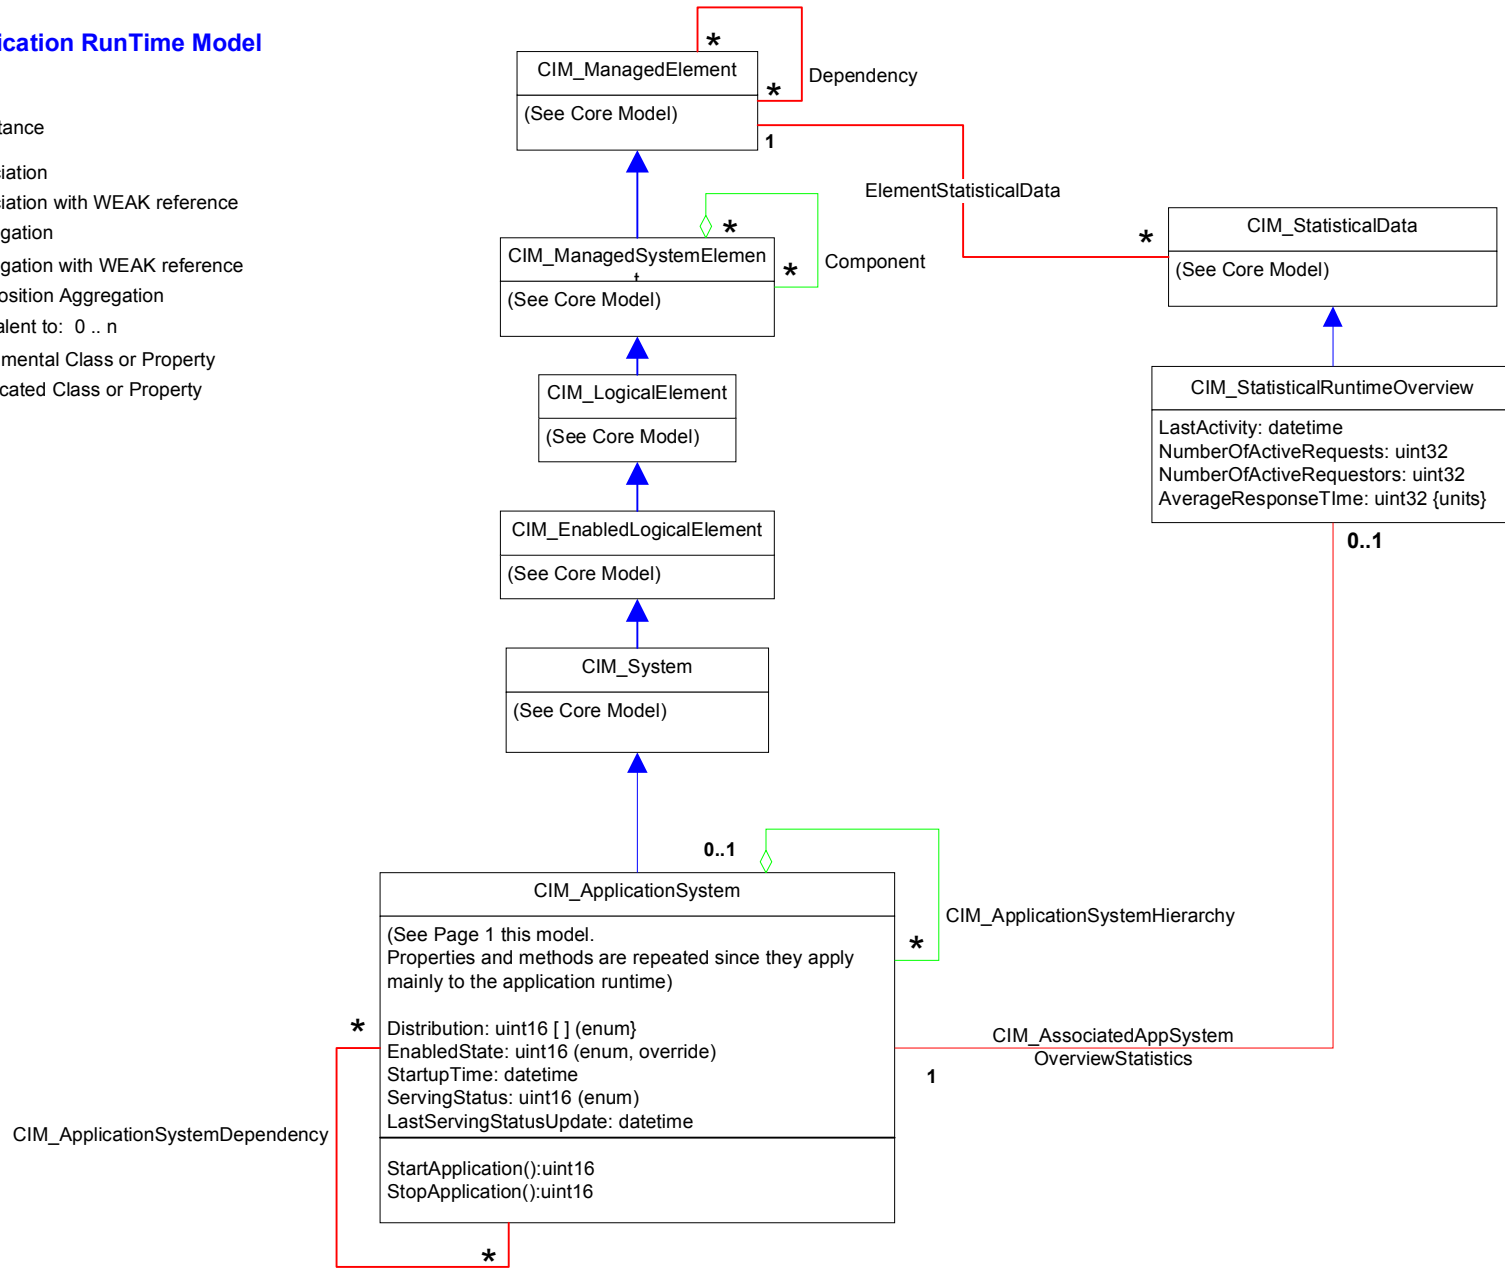 ication RunTime Model
tance
iation
iation with WEAK reference
gation
gation with WEAK reference
osition Aggregation
alent to: 0 .. n
mental Class or Property
cated Class or Property
*
CIM_ManagedElement
*
Dependency
(See Core Model)
1
ElementStatisticalData
*
CIM_ManagedSystemElemen
t
*
Component
(See Core Model)
*
CIM_StatisticalData
(See Core Model)
CIM_LogicalElement
(See Core Model)
CIM_StatisticalRuntimeOverview
LastActivity: datetime
NumberOfActiveRequests: uint32
NumberOfActiveRequestors: uint32
AverageResponseTIme: uint32 {units}
0..1
CIM_EnabledLogicalElement
(See Core Model)
CIM_System
(See Core Model)
0..1
CIM_ApplicationSystem
CIM_ApplicationSystemHierarchy
*
(See Page 1 this model.
Properties and methods are repeated since they apply
mainly to the application runtime)
*
Distribution: uint16 [ ] (enum}
EnabledState: uint16 (enum, override)
StartupTime: datetime
ServingStatus: uint16 (enum)
LastServingStatusUpdate: datetime
CIM_AssociatedAppSystem
OverviewStatistics
1
CIM_ApplicationSystemDependency
StartApplication():uint16
StopApplication():uint16
*